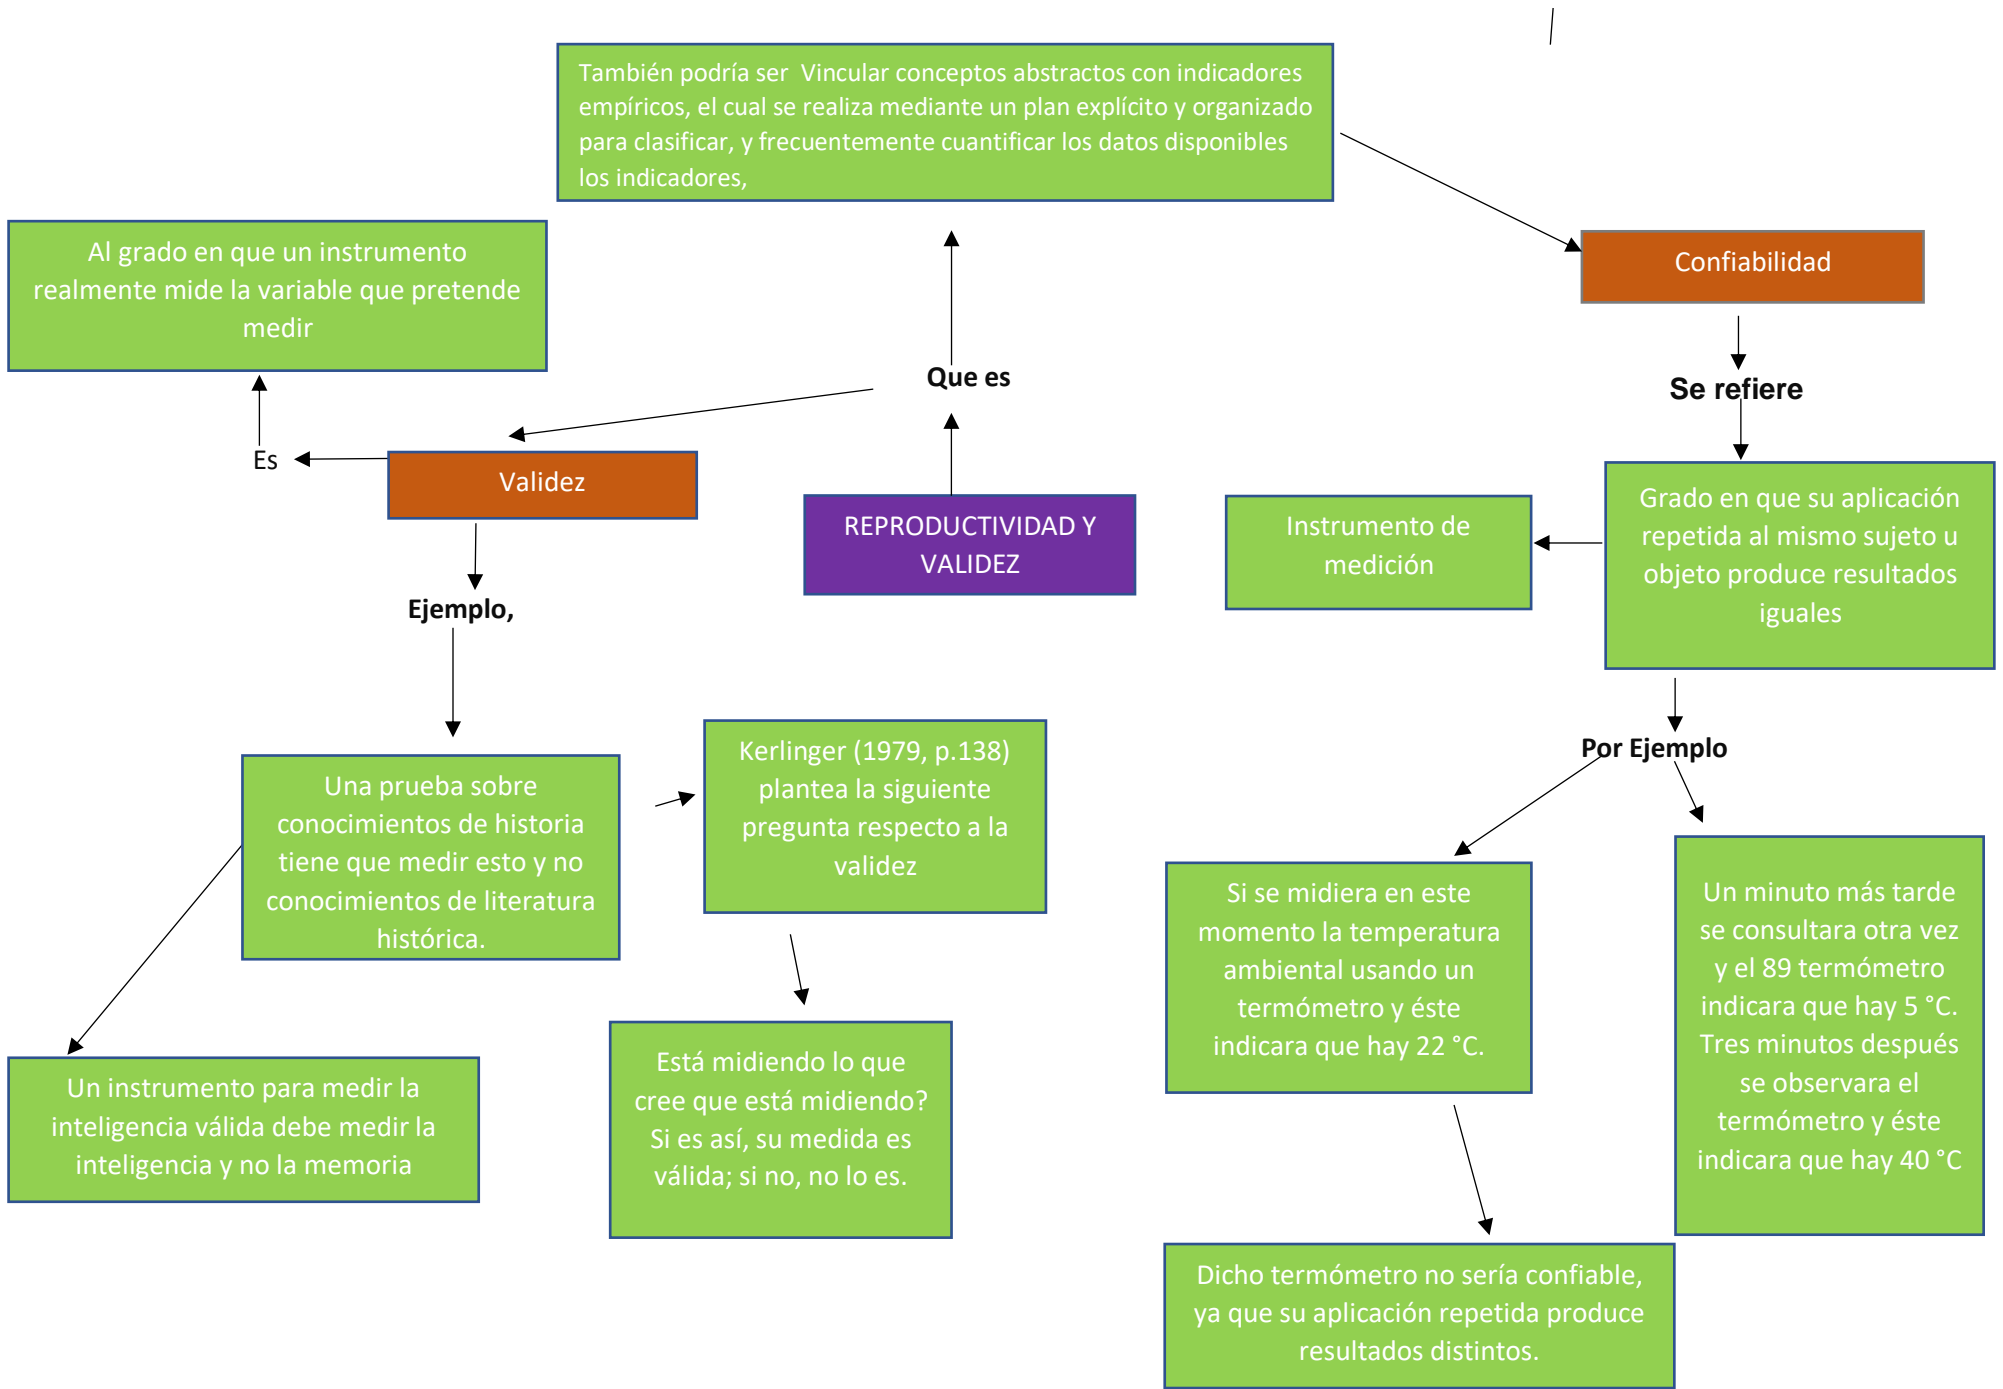 También podría ser  Vincular conceptos abstractos con indicadores
empíricos, el cual se realiza mediante un plan explícito y organizado
para clasificar, y frecuentemente cuantificar los datos disponibles
los indicadores,
Al grado en que un instrumento
realmente mide la variable que pretende
medir
Confiabilidad
Que es
Se refiere
Es
Validez
REPRODUCTIVIDAD Y
VALIDEZ
Instrumento de
medición
Grado en que su aplicación
repetida al mismo sujeto u
objeto produce resultados
iguales
Ejemplo,
Por Ejemplo
Una prueba sobre
conocimientos de historia
tiene que medir esto y no
conocimientos de literatura
histórica.
Kerlinger (1979, p.138)
plantea la siguiente
pregunta respecto a la
validez
Si se midiera en este
momento la temperatura
ambiental usando un
termómetro y éste
indicara que hay 22 °C.
Un minuto más tarde
se consultara otra vez
y el 89 termómetro
indicara que hay 5 °C.
Tres minutos después
se observara el
termómetro y éste
indicara que hay 40 °C
Un instrumento para medir la
inteligencia válida debe medir la
inteligencia y no la memoria
Está midiendo lo que
cree que está midiendo?
Si es así, su medida es
válida; si no, no lo es.
Dicho termómetro no sería confiable,
ya que su aplicación repetida produce
resultados distintos.